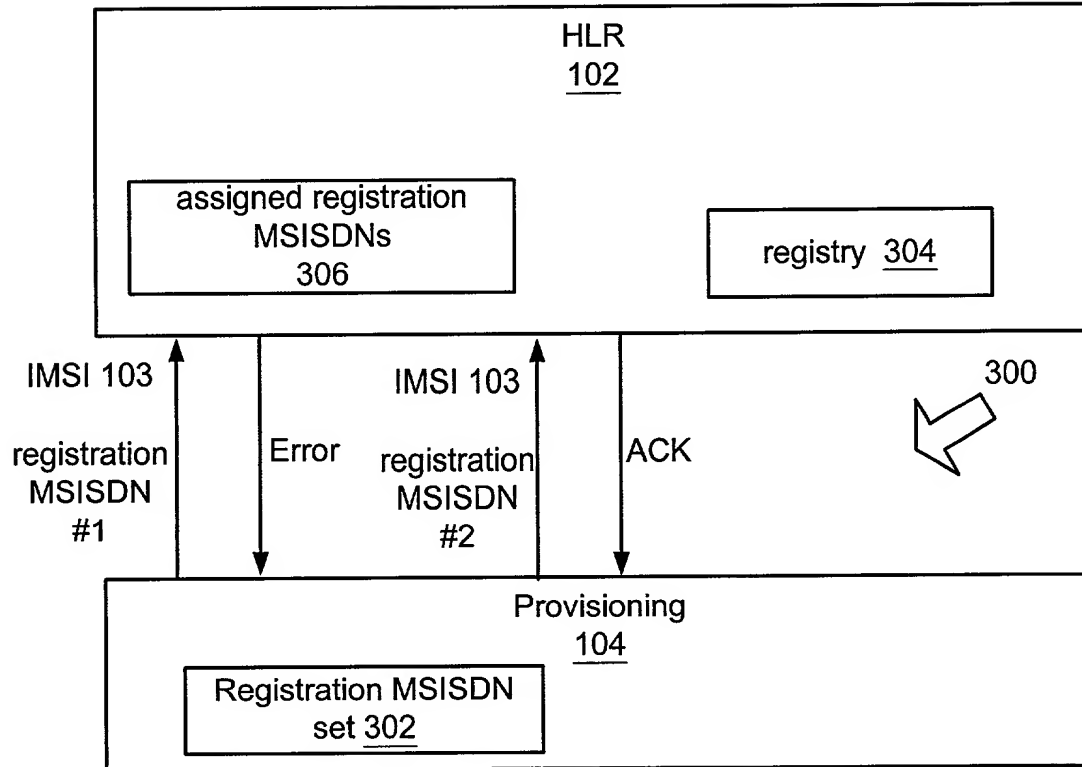 HLR
102
assigned registration
MSISDNs
306
registry 304
IMSI 103
registration
MSISDN
#1
Error
IMSI 103
registration
MSISDN
#2
ACK
300
Provisioning
104
Registration MSISDN
set 302